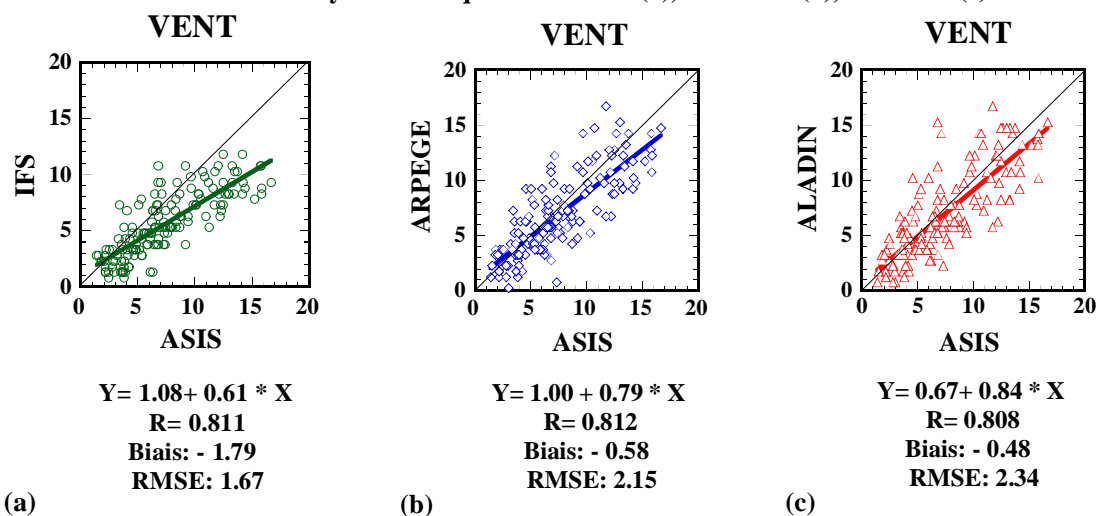 VENT
20
15
10
5
0
IFS
0 5 10 15 20
ASIS
Y= 1.08+ 0.61 * X
R= 0.811
Biais: - 1.79
RMSE: 1.67
(a)
VENT
20
15
10
5
0
ARPEGE
0 5 10 15 20
ASIS
Y= 1.00 + 0.79 * X
R= 0.812
Biais: - 0.58
RMSE: 2.15
(b)
VENT
20
15
10
5
0
ALADIN
0 5 10 15 20
ASIS
Y= 0.67+ 0.84 * X
R= 0.808
Biais: - 0.48
RMSE: 2.34
(c)